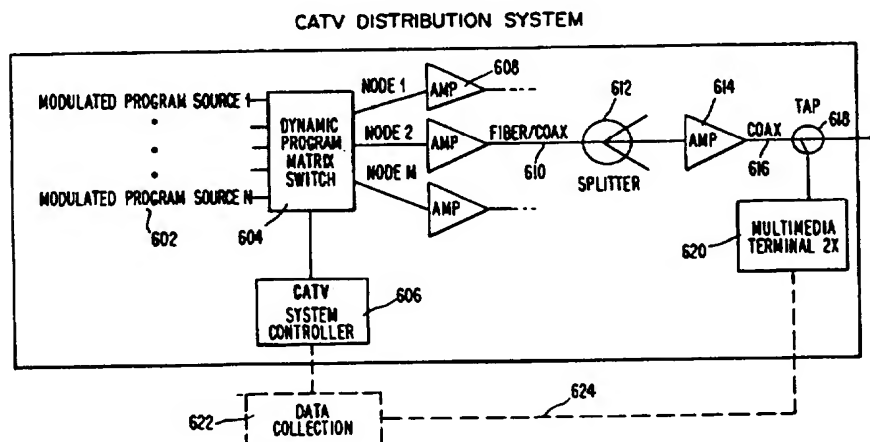 CATV DISTRIBUTION SYSTEM
MODULATED PROGRAM SOURCE 1
MODULATED PROGRAM SOURCE N
602
DYNAMIC
PROGRAM
MATRIX
SWITCH
604
NODE 1
NODE 2
NODE M
AMP
608
AMP
AMP
FIBER/COAX
610
612
SPLITTER
614
AMP
COAX
616
TAP
618
MULTIMEDIA
TERMINAL 2X
620
CATV
SYSTEM
CONTROLLER
606
622
DATA
COLLECTION
624